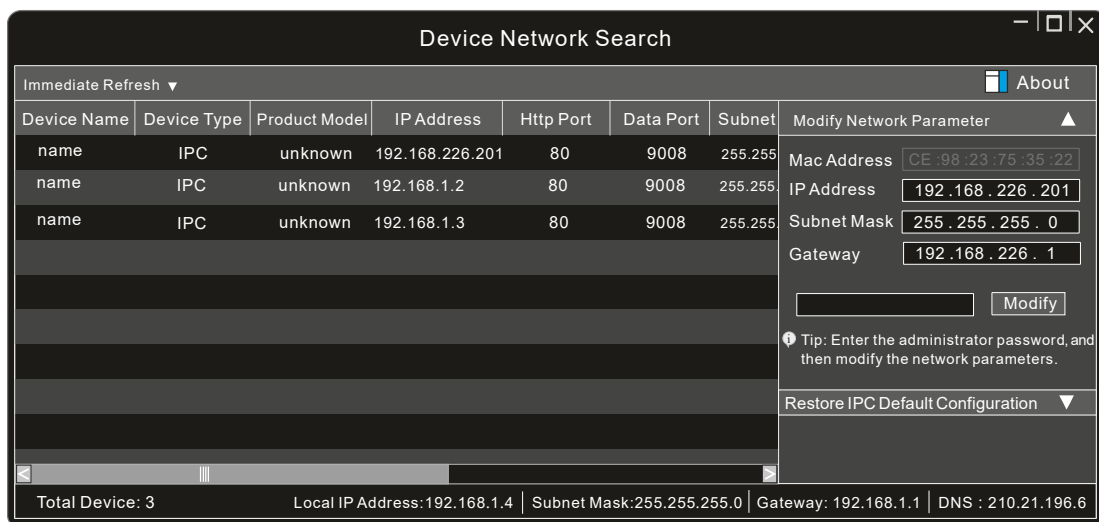 Device Network Search
Immediate Refresh ▼ About
Device Name Device Type Product Model IP Address Http Port Data Port Subnet
name IPC unknown 192.168.226.201 80 9008 255.255
name IPC unknown 192.168.1.2 80 9008 255.255.
name IPC unknown 192.168.1.3 80 9008 255.255.
Modify Network Parameter ▲
Mac Address CE :98 :23 :75 :35 :22
IP Address 192 .168 . 226 . 201
Subnet Mask 255 . 255 . 255 . 0
Gateway 192 .168 . 226 . 1
Modify
Tip: Enter the administrator password, and
then modify the network parameters.
Restore IPC Default Configuration ▼
Total Device: 3 Local IP Address:192.168.1.4 Subnet Mask:255.255.255.0 Gateway: 192.168.1.1 DNS : 210.21.196.6